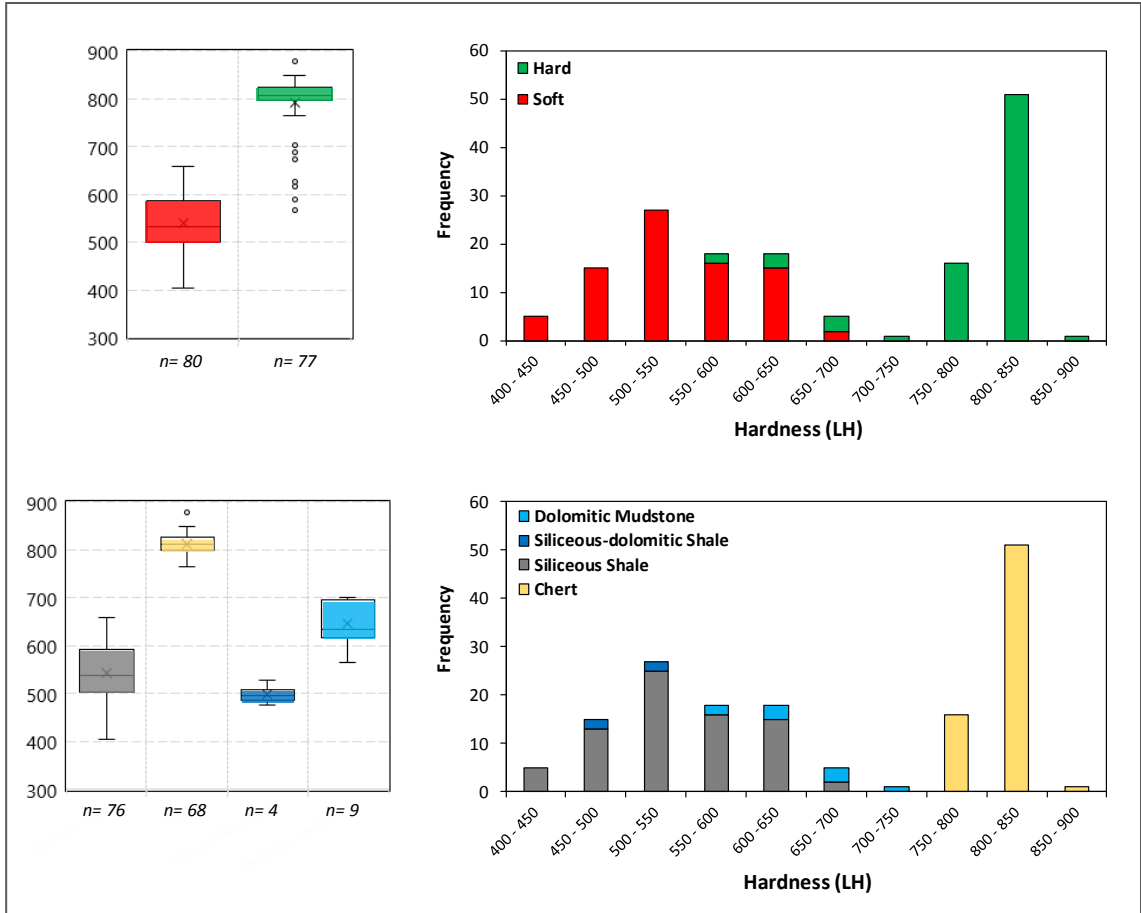 900
800
700
600
500
400
300
n= 80
n= 77
60
50
40
30
20
10
0
Frequency
Hard
Soft
400 - 450
450 - 500
500 - 550
550 - 600
600 -650
650 - 700
700 -750
750 - 800
800 - 850
850 - 900
Hardness (LH)
900
800
700
600
500
400
300
n= 76
n= 68
n= 4
n= 9
60
50
40
30
20
10
0
Frequency
Dolomitic Mudstone
Siliceous-dolomitic Shale
Siliceous Shale
Chert
400 - 450
450 - 500
500 - 550
550 - 600
600 - 650
650 - 700
700 -750
750 - 800
800 - 850
850 - 900
Hardness (LH)